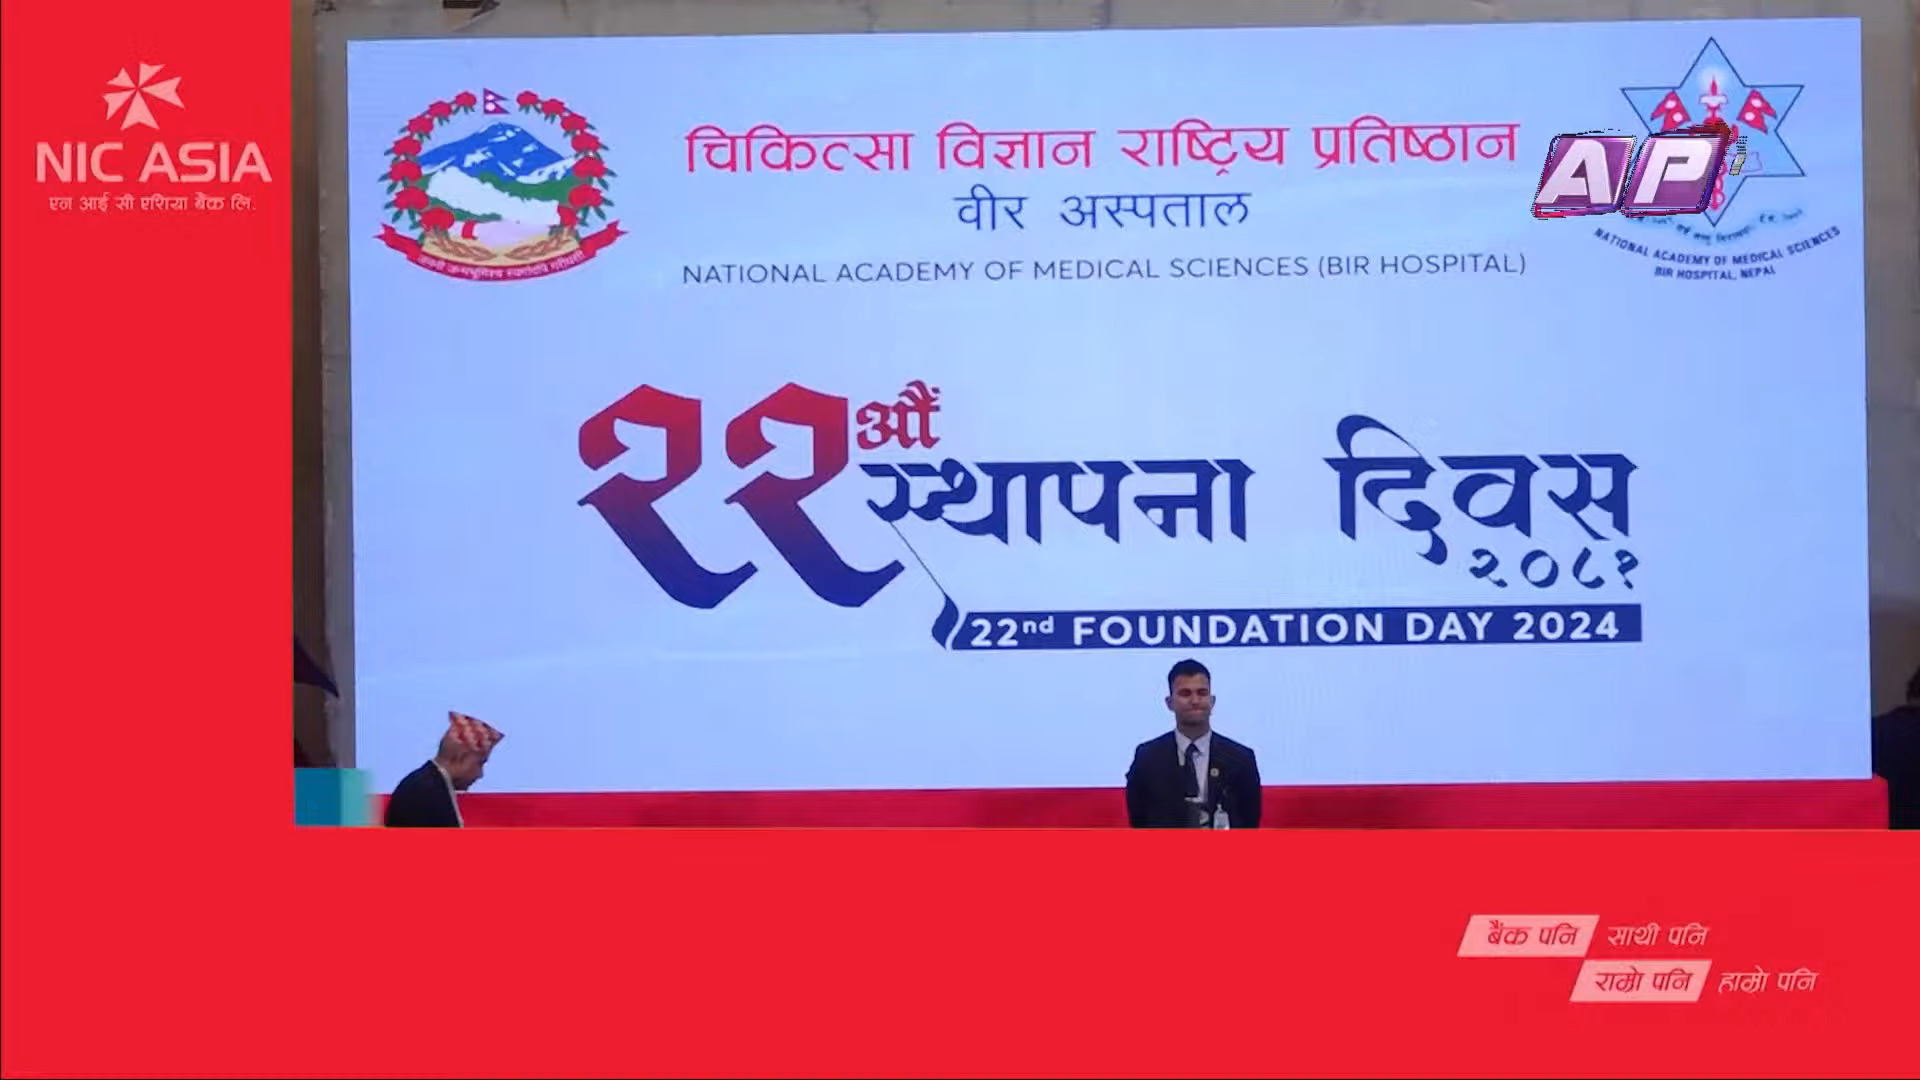 NIC ASIA
एन आई सी एशिया बैंक लि.
चिकित्सा विज्ञान राष्ट्रिय प्रतिष्ठान
वीर अस्पताल
NATIONAL ACADEMY OF MEDICAL SCIENCES (BIR HOSPITAL)
AP
NATIONAL ACADEMY OF MEDICAL SCIENCES
BIR HOSPITAL, NEPAL
२२औं
स्थापना दिवस
२०८१
22nd FOUNDATION DAY 2024
बैंक पनि साथी पनि
राम्रो पनि हाम्रो पनि